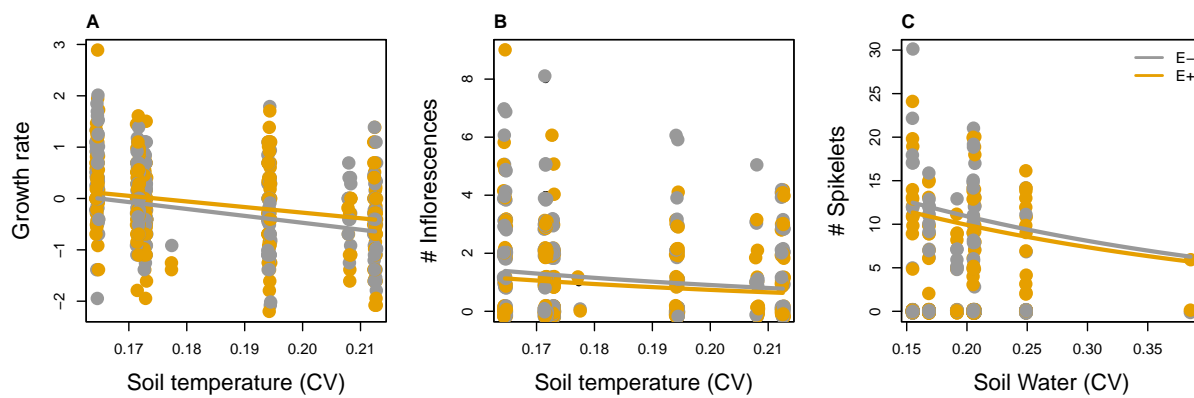 A
B
C
Growth rate
3
2
1
0
−1
−2
0.17 0.18 0.19 0.20 0.21
Soil temperature (CV)
# Inflorescences
8
6
4
2
0
0.17 0.18 0.19 0.20 0.21
Soil temperature (CV)
# Spikelets
30
25
20
15
10
5
0
0.15 0.20 0.25 0.30 0.35
Soil Water (CV)
E−
E+